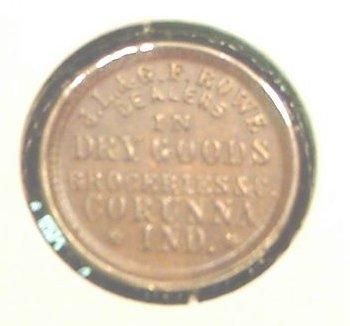 J. L. & G. F. ROWE
DEALERS
IN
DRY GOODS
GROCERIES & C.
CORUNNA
IND.